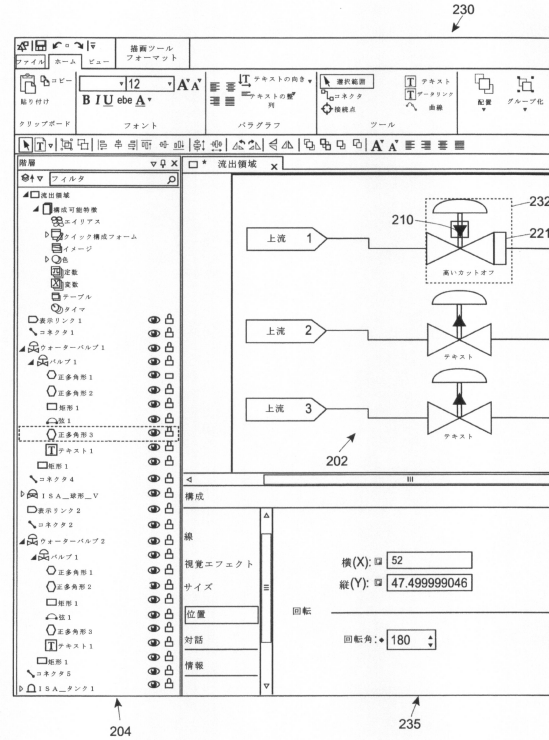 230
描画ツール
フォーマット
ファイル ホーム ビュー
コピー
貼り付け
クリップボード
12
A A
B I U ebe A
フォント
テキストの向き
テキストの整列
パラグラフ
選択範囲
コネクタ
接続点
テキスト
データリンク
曲線
ツール
配置
グループ化
階層
フィルタ
流出領域
構成可能特徴
エイリアス
クイック構成フォーム
イメージ
色
定数
変数
テーブル
タイマ
表示リンク1
コネクタ1
ウォーターバルブ1
バルブ1
正多角形1
正多角形2
矩形1
弦1
正多角形3
テキスト1
矩形1
コネクタ4
ISA__球形__V
表示リンク2
コネクタ2
ウォーターバルブ2
バルブ1
正多角形1
正多角形2
矩形1
弦1
正多角形3
テキスト1
矩形1
コネクタ5
ISA__タンク1
204
* 流出領域 x
232
210
221
上流 1
高いカットオフ
上流 2
テキスト
上流 3
テキスト
202
構成
線
視覚エフェクト
サイズ
位置
対話
情報
横(X): 52
縦(Y): 47.499999046
回転
回転角: 180
235